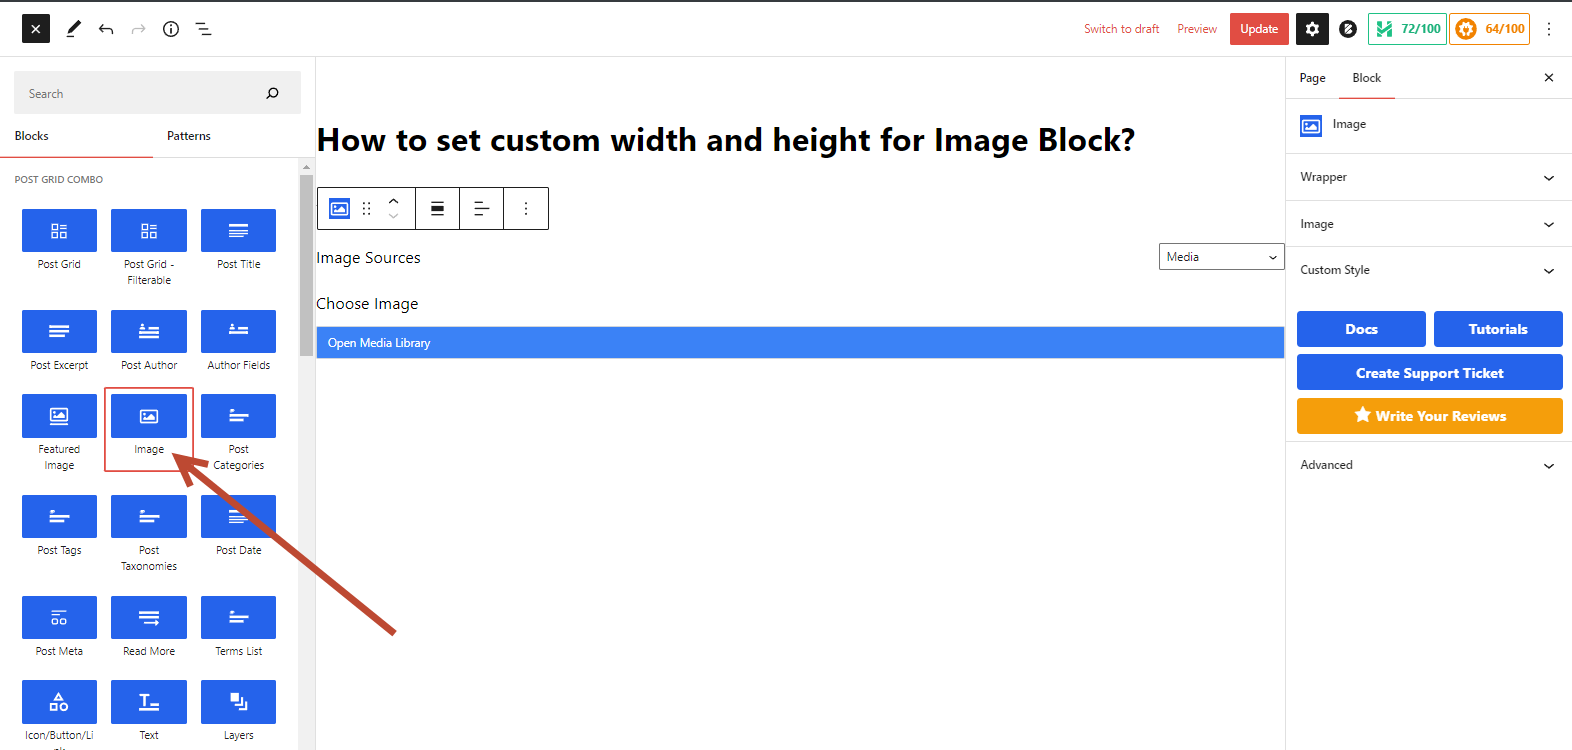 Switch to draft
Preview
Update
72/100
64/100
Search
Blocks
Patterns
POST GRID COMBO
Post Grid
Post Grid -
Filterable
Post Title
Post Excerpt
Post Author
Author Fields
Featured
Image
Image
Post
Categories
Post Tags
Post
Taxonomies
Post Date
Post Meta
Read More
Terms List
Icon/Button/Li
Text
Layers
How to set custom width and height for Image Block?
Image Sources
Media
Choose Image
Open Media Library
Page
Block
Image
Wrapper
Image
Custom Style
Docs
Tutorials
Create Support Ticket
Write Your Reviews
Advanced